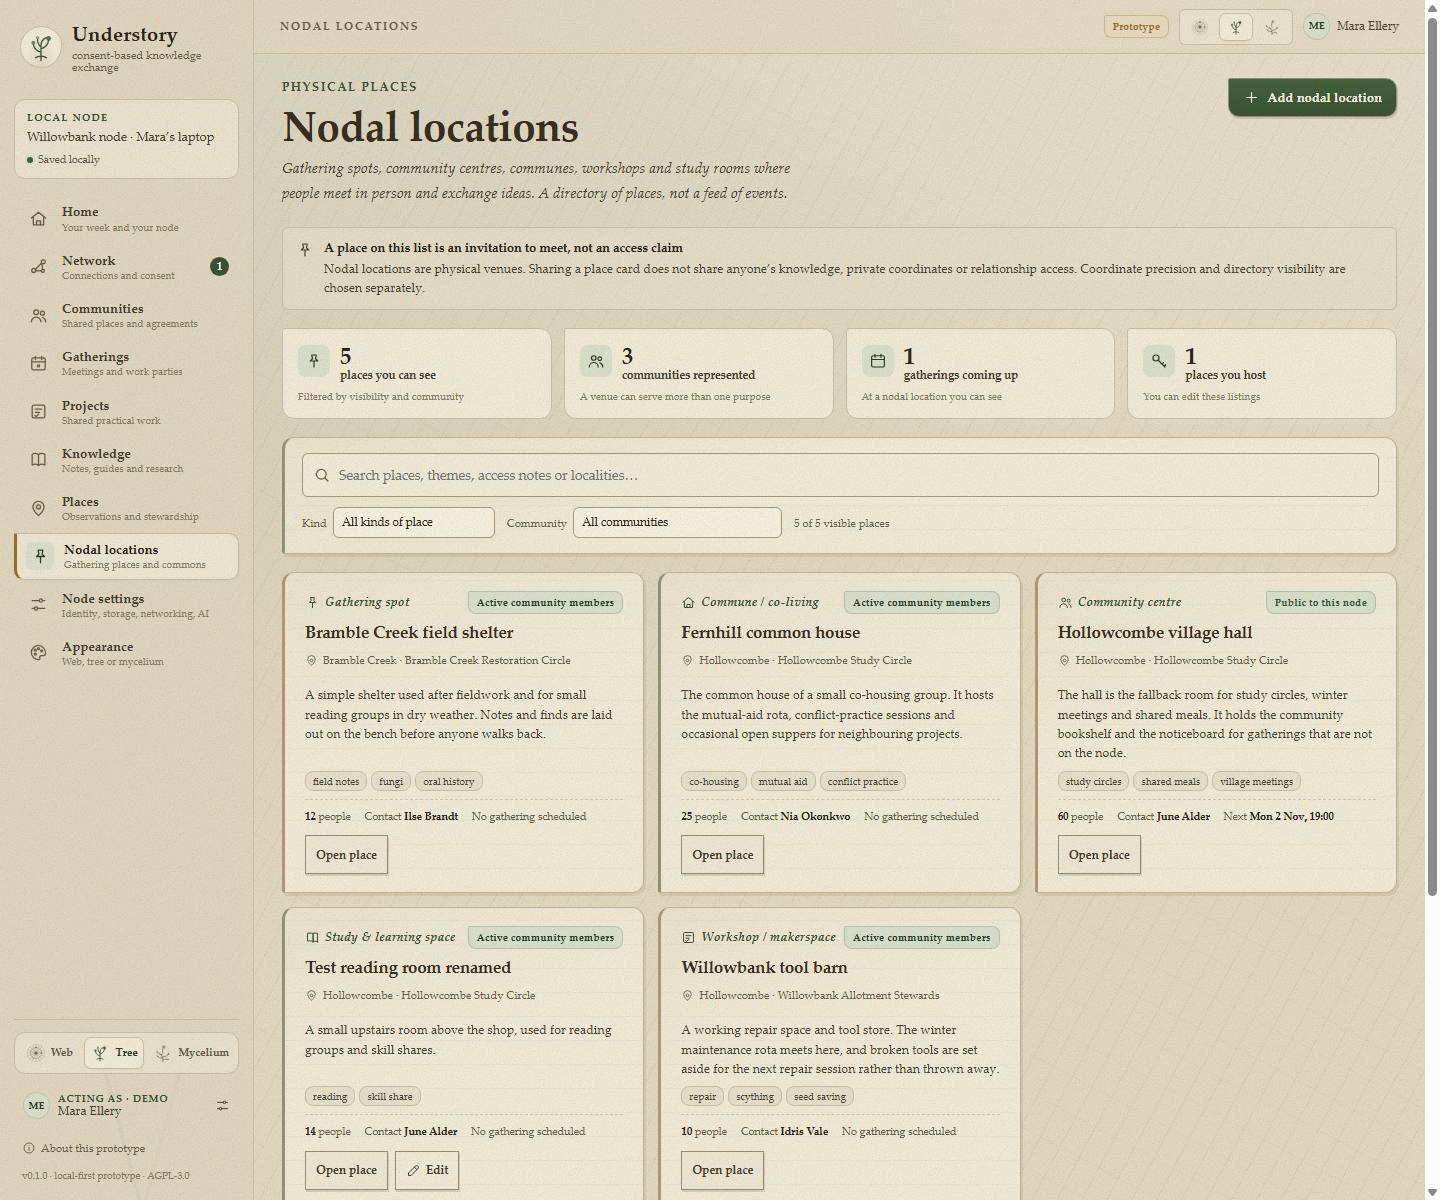 Understory
consent-based knowledge
exchange
LOCAL NODE
Willowbank node · Mara's laptop
Saved locally
Home
Your week and your node
Network
Connections and consent
1
Communities
Shared places and agreements
Gatherings
Meetings and work parties
Projects
Shared practical work
Knowledge
Notes, guides and research
Places
Observations and stewardship
Nodal locations
Gathering places and commons
Node settings
Identity, storage, networking, AI
Appearance
Web, tree or mycelium
Web Tree Mycelium
ME
ACTING AS · DEMO
Mara Ellery
About this prototype
v0.1.0 · local-first prototype · AGPL-3.0
NODAL LOCATIONS
Prototype
ME Mara Ellery
PHYSICAL PLACES
Nodal locations
Gathering spots, community centres, communes, workshops and study rooms where
people meet in person and exchange ideas. A directory of places, not a feed of events.
Add nodal location
A place on this list is an invitation to meet, not an access claim
Nodal locations are physical venues. Sharing a place card does not share anyone's knowledge, private coordinates or relationship access. Coordinate precision and directory visibility are
chosen separately.
5
places you can see
Filtered by visibility and community
3
communities represented
A venue can serve more than one purpose
1
gatherings coming up
At a nodal location you can see
1
places you host
You can edit these listings
Search places, themes, access notes or localities…
Kind All kinds of place Community All communities 5 of 5 visible places
Gathering spot Active community members
Bramble Creek field shelter
Bramble Creek · Bramble Creek Restoration Circle
A simple shelter used after fieldwork and for small
reading groups in dry weather. Notes and finds are laid
out on the bench before anyone walks back.
field notes fungi oral history
12 people Contact Ilse Brandt No gathering scheduled
Open place
Commune / co-living Active community members
Fernhill common house
Hollowcombe · Hollowcombe Study Circle
The common house of a small co-housing group. It hosts
the mutual-aid rota, conflict-practice sessions and
occasional open suppers for neighbouring projects.
co-housing mutual aid conflict practice
25 people Contact Nia Okonkwo No gathering scheduled
Open place
Community centre Public to this node
Hollowcombe village hall
Hollowcombe · Hollowcombe Study Circle
The hall is the fallback room for study circles, winter
meetings and shared meals. It holds the community
bookshelf and the noticeboard for gatherings that are not
on the node.
study circles shared meals village meetings
60 people Contact June Alder Next Mon 2 Nov, 19:00
Open place
Study & learning space Active community members
Test reading room renamed
Hollowcombe · Hollowcombe Study Circle
A small upstairs room above the shop, used for reading
groups and skill shares.
reading skill share
14 people Contact June Alder No gathering scheduled
Open place Edit
Workshop / makerspace Active community members
Willowbank tool barn
Hollowcombe · Willowbank Allotment Stewards
A working repair space and tool store. The winter
maintenance rota meets here, and broken tools are set
aside for the next repair session rather than thrown away.
repair scything seed saving
10 people Contact Idris Vale No gathering scheduled
Open place